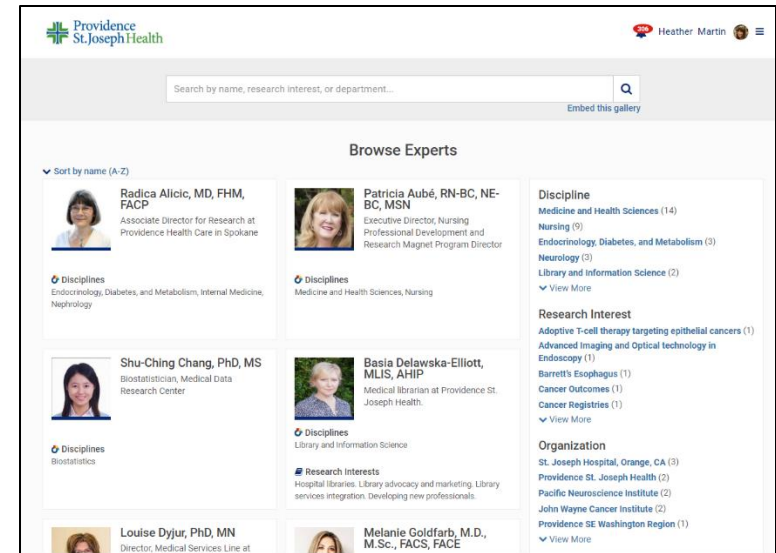 Providence
St.Joseph Health
306 Heather Martin
Search by name, research interest, or department...
Embed this gallery
Browse Experts
Sort by name (A-Z)
Radica Alicic, MD, FHM,
FACP
Associate Director for Research at
Providence Health Care in Spokane
Disciplines
Endocrinology, Diabetes, and Metabolism, Internal Medicine,
Nephrology
Patricia Aubé, RN-BC, NE-
BC, MSN
Executive Director, Nursing
Professional Development and
Research Magnet Program Director
Disciplines
Medicine and Health Sciences, Nursing
Shu-Ching Chang, PhD, MS
Biostatistician, Medical Data
Research Center
Disciplines
Biostatistics
Basia Delawska-Elliott,
MLIS, AHIP
Medical librarian at Providence St.
Joseph Health.
Disciplines
Library and Information Science
Research Interests
Hospital libraries. Library advocacy and marketing. Library
services integration. Developing new professionals.
Louise Dyjur, PhD, MN
Director, Medical Services Line at
Melanie Goldfarb, M.D.,
M.Sc., FACS, FACE
Discipline
Medicine and Health Sciences (14)
Nursing (9)
Endocrinology, Diabetes, and Metabolism (3)
Neurology (3)
Library and Information Science (2)
View More
Research Interest
Adoptive T-cell therapy targeting epithelial cancers (1)
Advanced Imaging and Optical technology in
Endoscopy (1)
Barrett's Esophagus (1)
Cancer Outcomes (1)
Cancer Registries (1)
View More
Organization
St. Joseph Hospital, Orange, CA (3)
Providence St. Joseph Health (2)
Pacific Neuroscience Institute (2)
John Wayne Cancer Institute (2)
Providence SE Washington Region (1)
View More